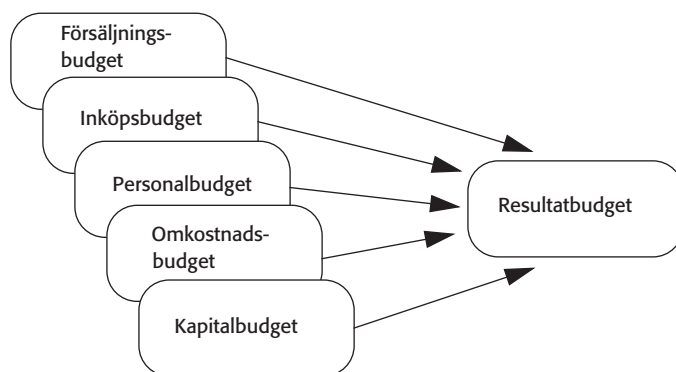 Försäljnings-
budget
Inköpsbudget
Personalbudget
Omkostnads-
budget
Kapitalbudget
Resultatbudget